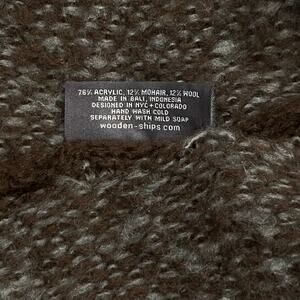 76% ACRYLIC, 12% MOHAIR, 12% WOOL
MADE IN BALI, INDONESIA
DESIGNED IN NYC + COLORADO
HAND WASH COLD
SEPARATELY WITH MILD SOAP
wooden-ships.com